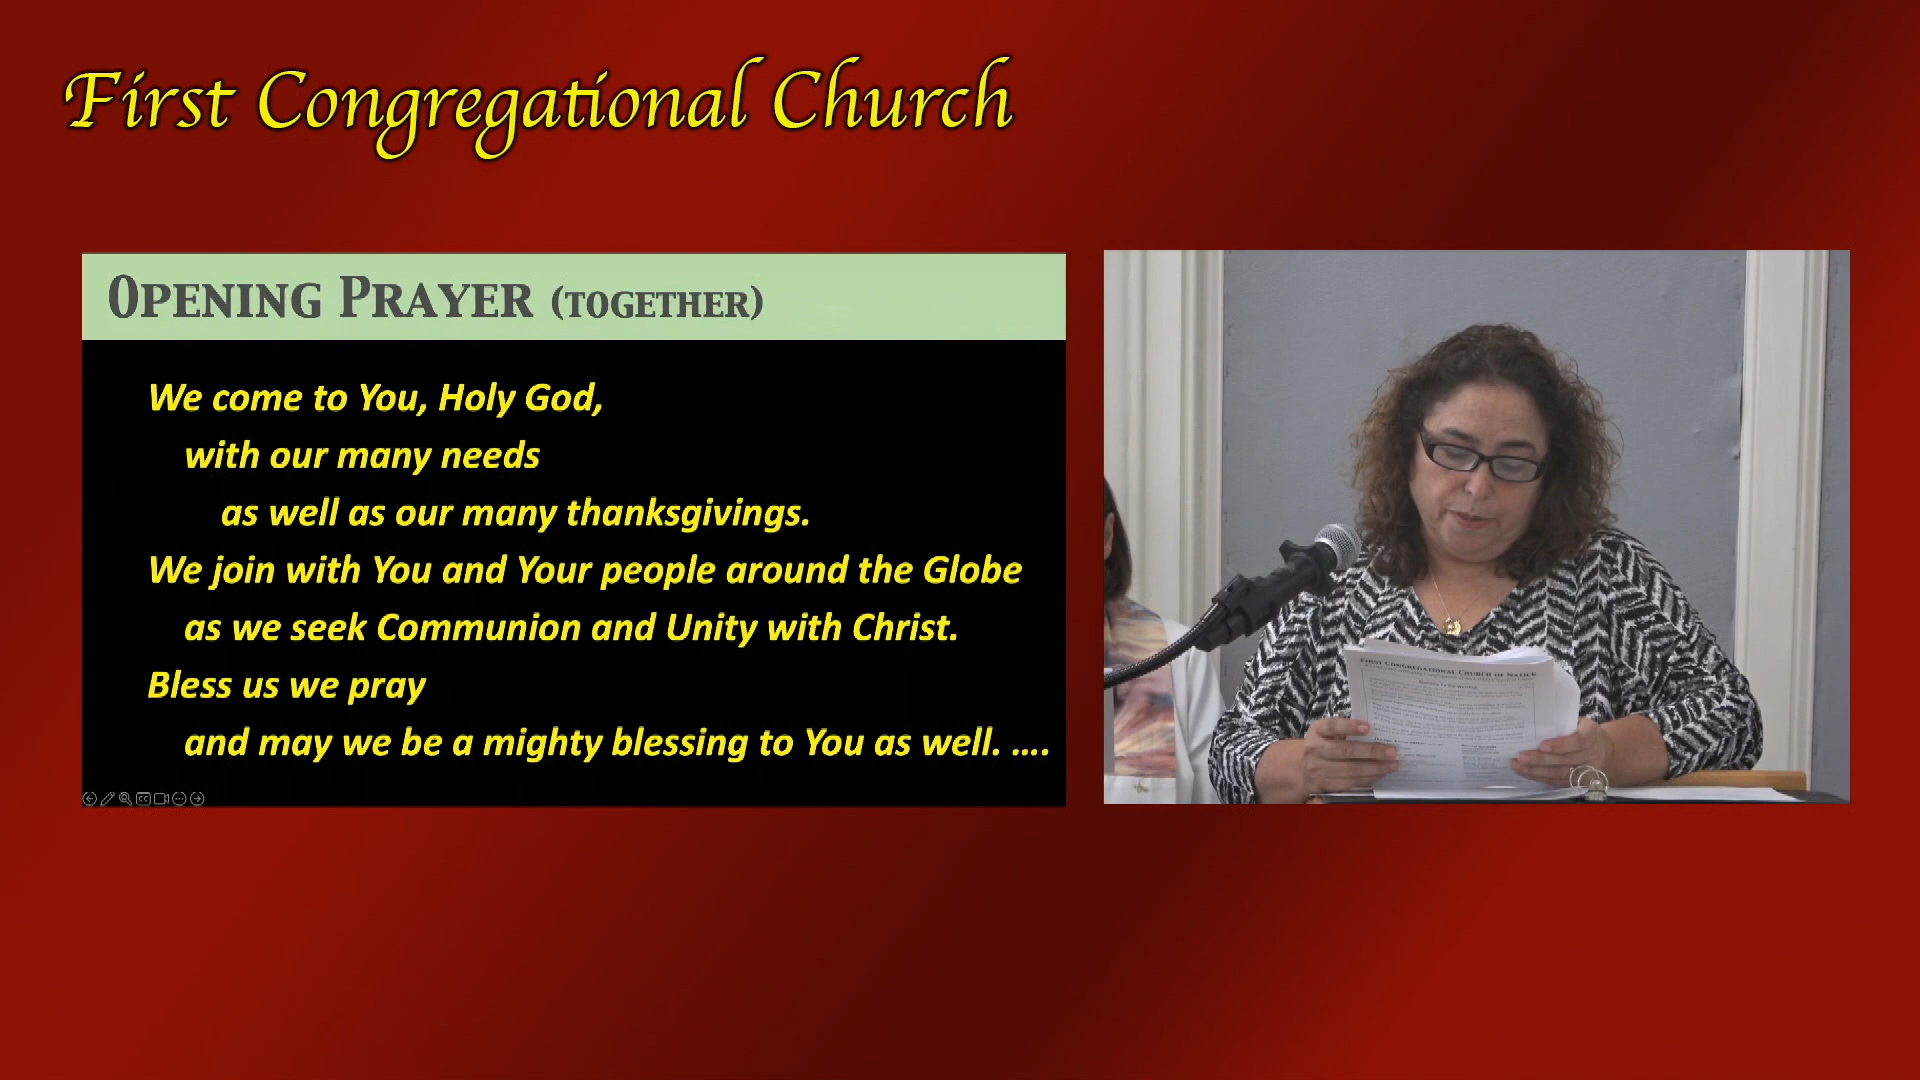 First Congregational Church
OPENING PRAYER (TOGETHER)
We come to You, Holy God,
with our many needs
as well as our many thanksgivings.
We join with You and Your people around the Globe
as we seek Communion and Unity with Christ.
Bless us we pray
and may we be a mighty blessing to You as well. ....
FIRST CONGREGATIONAL CHURCH OF NATICK